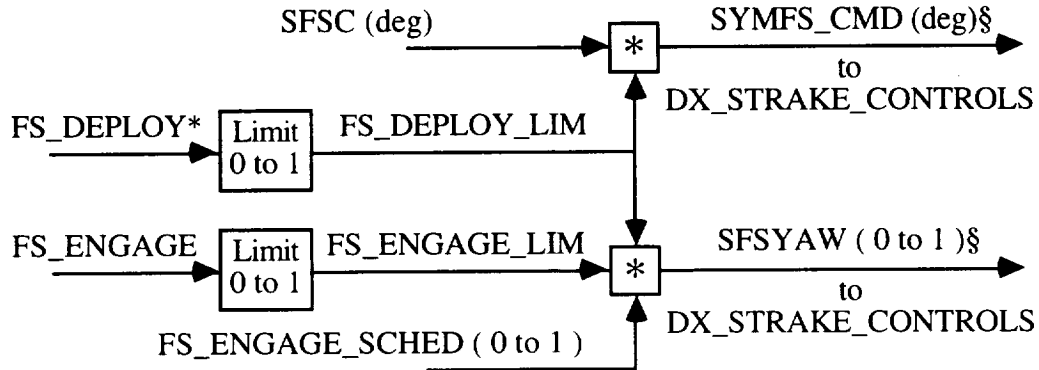 SFSC (deg)
*
SYMFS_CMD (deg)§
to
DX_STRAKE_CONTROLS
FS_DEPLOY*
Limit
0 to 1
FS_DEPLOY_LIM
FS_ENGAGE
Limit
0 to 1
FS_ENGAGE_LIM
*
SFSYAW ( 0 to 1 )§
to
DX_STRAKE_CONTROLS
FS_ENGAGE_SCHED ( 0 to 1 )